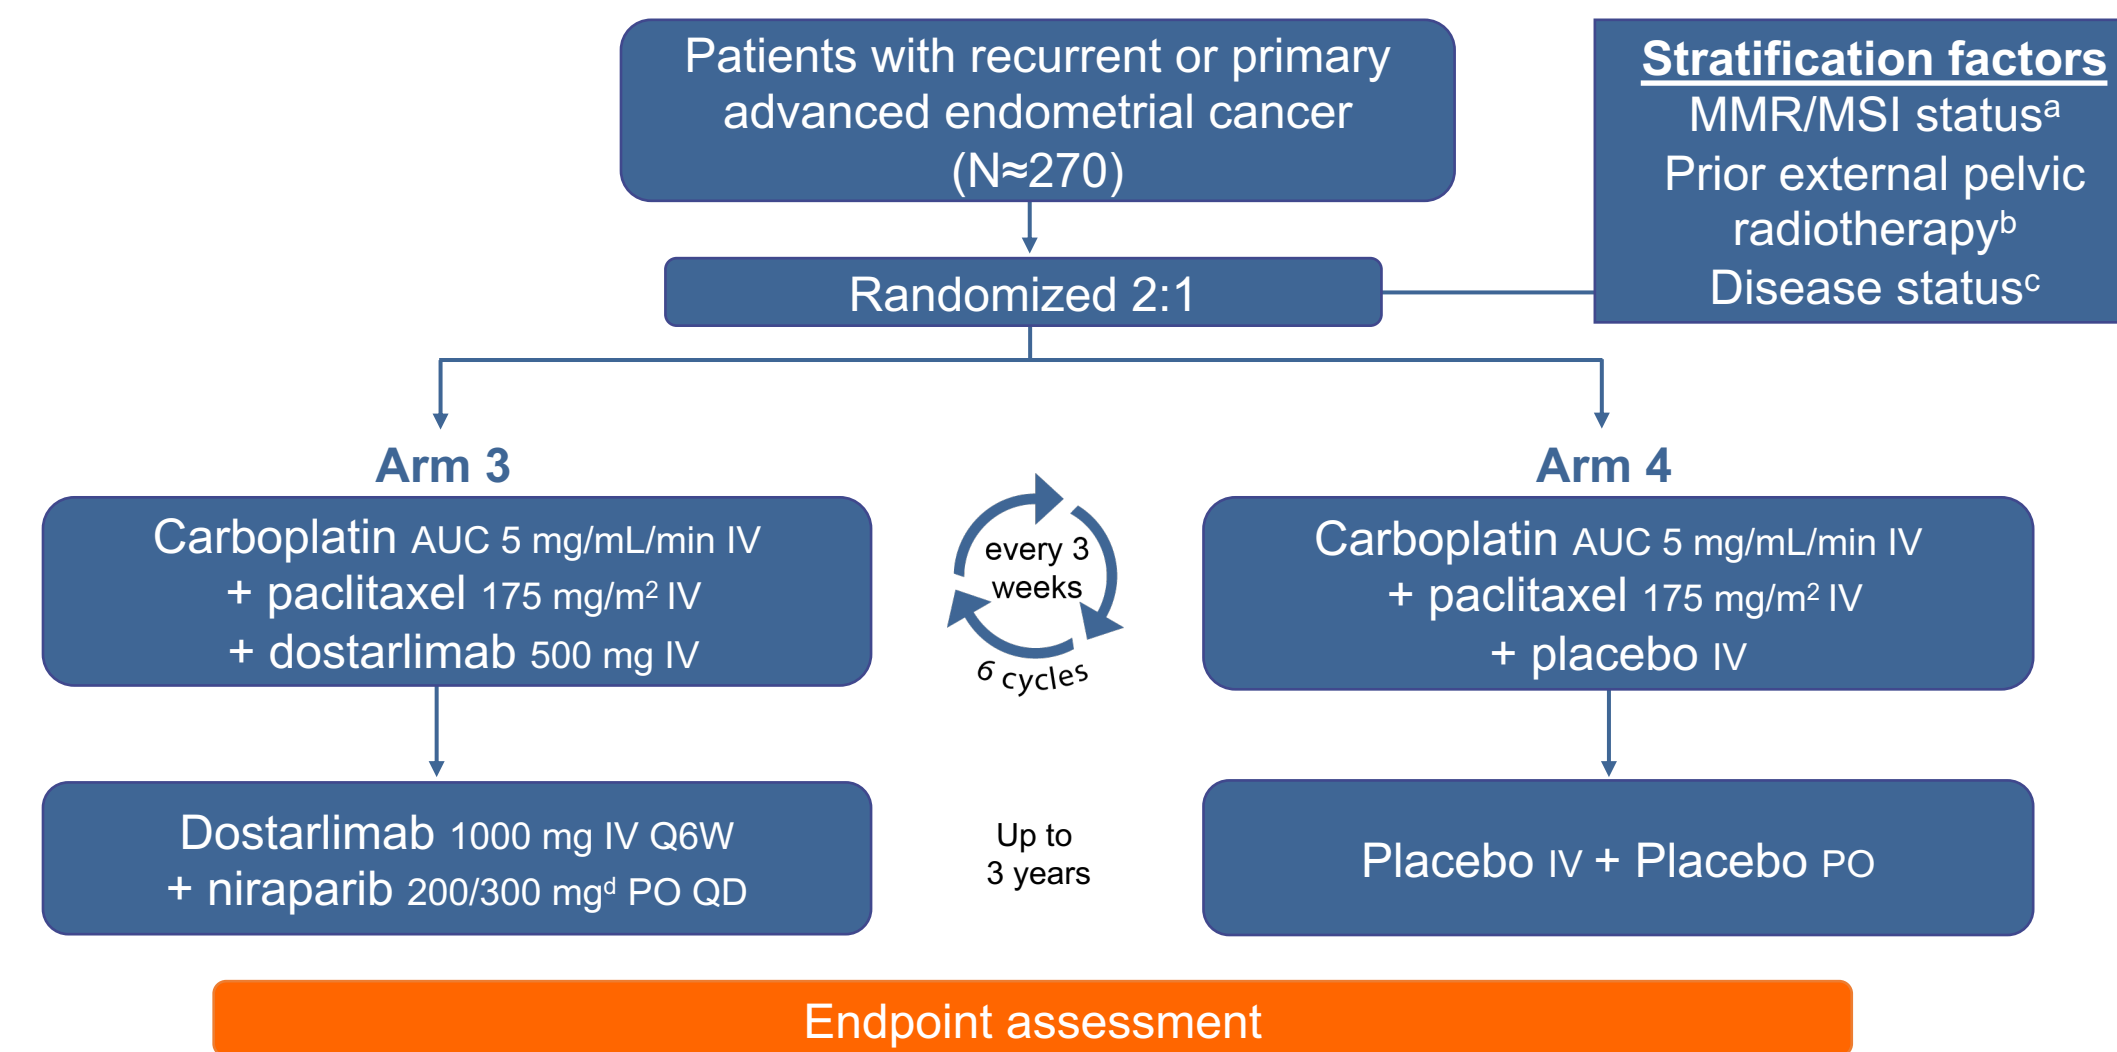 Patients with recurrent or primary
advanced endometrial cancer
(N≈270)
Stratification factors
MMR/MSI statusᵃ
Prior external pelvic
radiotherapyᵇ
Disease statusᶜ
Randomized 2:1
Arm 3
Carboplatin AUC 5 mg/mL/min IV
+ paclitaxel 175 mg/m² IV
+ dostarlimab 500 mg IV
every 3
weeks
6 cycles
Arm 4
Carboplatin AUC 5 mg/mL/min IV
+ paclitaxel 175 mg/m² IV
+ placebo IV
Dostarlimab 1000 mg IV Q6W
+ niraparib 200/300 mgᵈ PO QD
Up to
3 years
Placebo IV + Placebo PO
Endpoint assessment